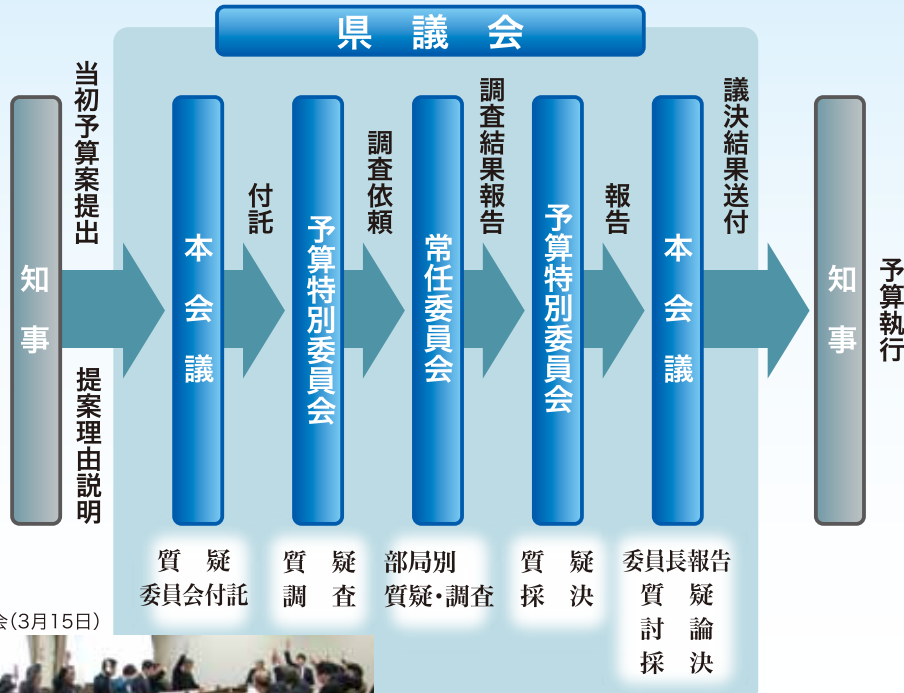 県議会
知事
当初予算案提出
提案理由説明
本会議
付託
予算特別委員会
調査依頼
常任委員会
調査結果報告
予算特別委員会
報告
本会議
議決結果送付
知事
予算執行
質疑
委員会付託
質疑
調査
部局別
質疑・調査
質疑
採決
委員長報告
質疑
討論
採決
会(3月15日)